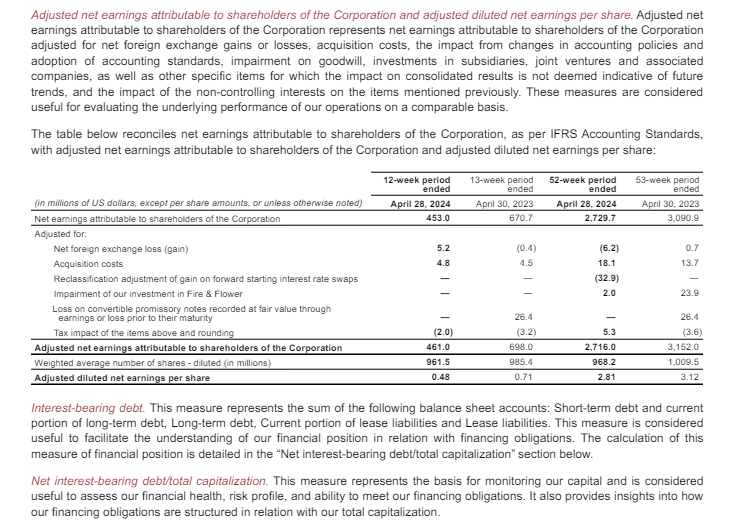 Adjusted net earnings attributable to shareholders of the Corporation and adjusted diluted net earnings per share. Adjusted net
earnings attributable to shareholders of the Corporation represents net earnings attributable to shareholders of the Corporation
adjusted for net foreign exchange gains or losses, acquisition costs, the impact from changes in accounting policies and
adoption of accounting standards, impairment on goodwill, investments in subsidiaries, joint ventures and associated
companies, as well as other specific items for which the impact on consolidated results is not deemed indicative of future
trends, and the impact of the non-controlling interests on the items mentioned previously. These measures are considered
useful for evaluating the underlying performance of our operations on a comparable basis.
The table below reconciles net earnings attributable to shareholders of the Corporation, as per IFRS Accounting Standards,
with adjusted net earnings attributable to shareholders of the Corporation and adjusted diluted net earnings per share:
12-week period ended 13-week period ended 52-week period ended 53-week period ended
(in millions of US dollars, except per share amounts, or unless otherwise noted) April 28, 2024 April 30, 2023 April 28, 2024 April 30, 2023
Net earnings attributable to shareholders of the Corporation 453.0 670.7 2,729.7 3,090.9
Adjusted for:
Net foreign exchange loss (gain) 5.2 (0.4) (6.2) 0.7
Acquisition costs 4.8 4.5 18.1 13.7
Reclassification adjustment of gain on forward starting interest rate swaps — — (32.9) —
Impairment of our investment in Fire & Flower — — 2.0 23.9
Loss on convertible promissory notes recorded at fair value through
earnings or loss prior to their maturity — 26.4 — 26.4
Tax impact of the items above and rounding (2.0) (3.2) 5.3 (3.6)
Adjusted net earnings attributable to shareholders of the Corporation 461.0 698.0 2,716.0 3,152.0
Weighted average number of shares - diluted (in millions) 961.5 985.4 968.2 1,009.5
Adjusted diluted net earnings per share 0.48 0.71 2.81 3.12
Interest-bearing debt. This measure represents the sum of the following balance sheet accounts: Short-term debt and current
portion of long-term debt, Long-term debt, Current portion of lease liabilities and Lease liabilities. This measure is considered
useful to facilitate the understanding of our financial position in relation with financing obligations. The calculation of this
measure of financial position is detailed in the “Net interest-bearing debt/total capitalization” section below.
Net interest-bearing debt/total capitalization. This measure represents the basis for monitoring our capital and is considered
useful to assess our financial health, risk profile, and ability to meet our financing obligations. It also provides insights into how
our financing obligations are structured in relation with our total capitalization.